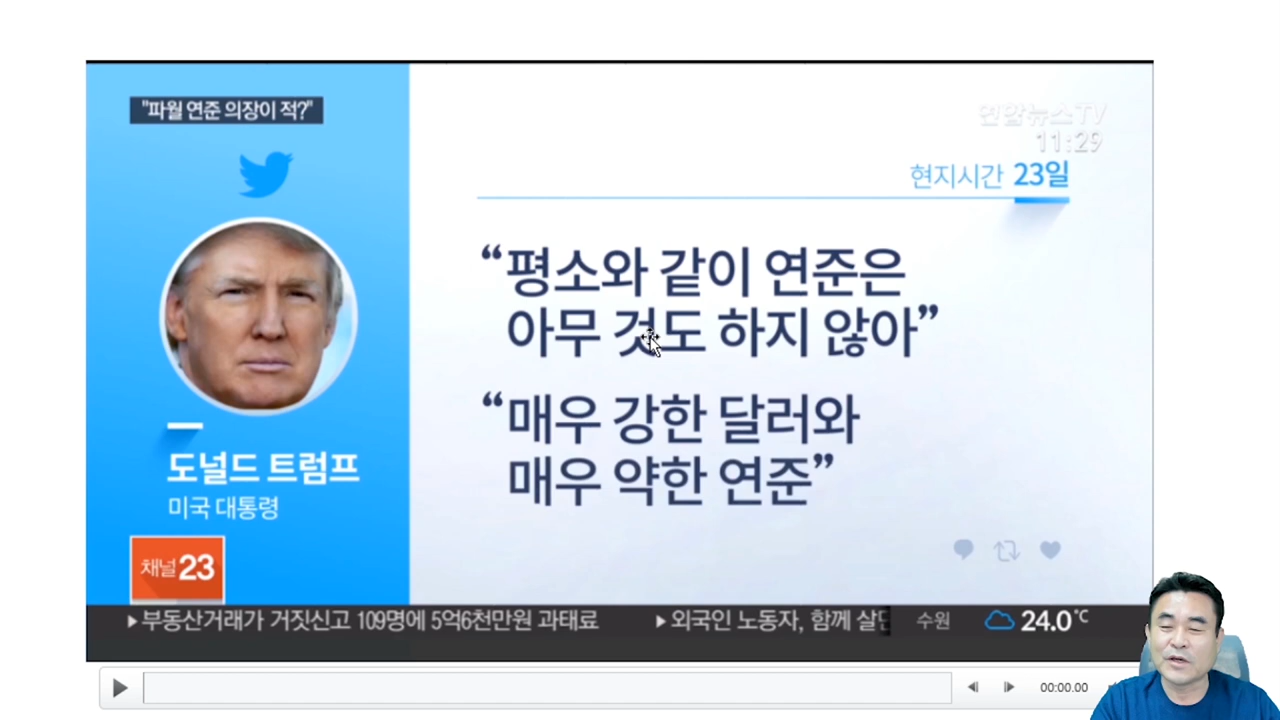 "파월 연준 의장이 적?"
연합뉴스TV
11:29
현지시간 23일
“평소와 같이 연준은
아무 것도 하지 않아”
“매우 강한 달러와
매우 약한 연준”
도널드 트럼프
미국 대통령
채널23
▶부동산거래가 거짓신고 109명에 5억6천만원 과태료 ▶외국인 노동자, 함께 수원 24.0℃
00:00.00